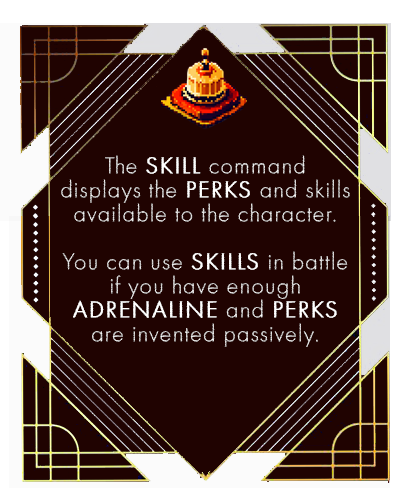 The SKILL command
displays the PERKS and skills
available to the character.
You can use SKILLS in battle
if you have enough
ADRENALINE and PERKS
are invented passively.